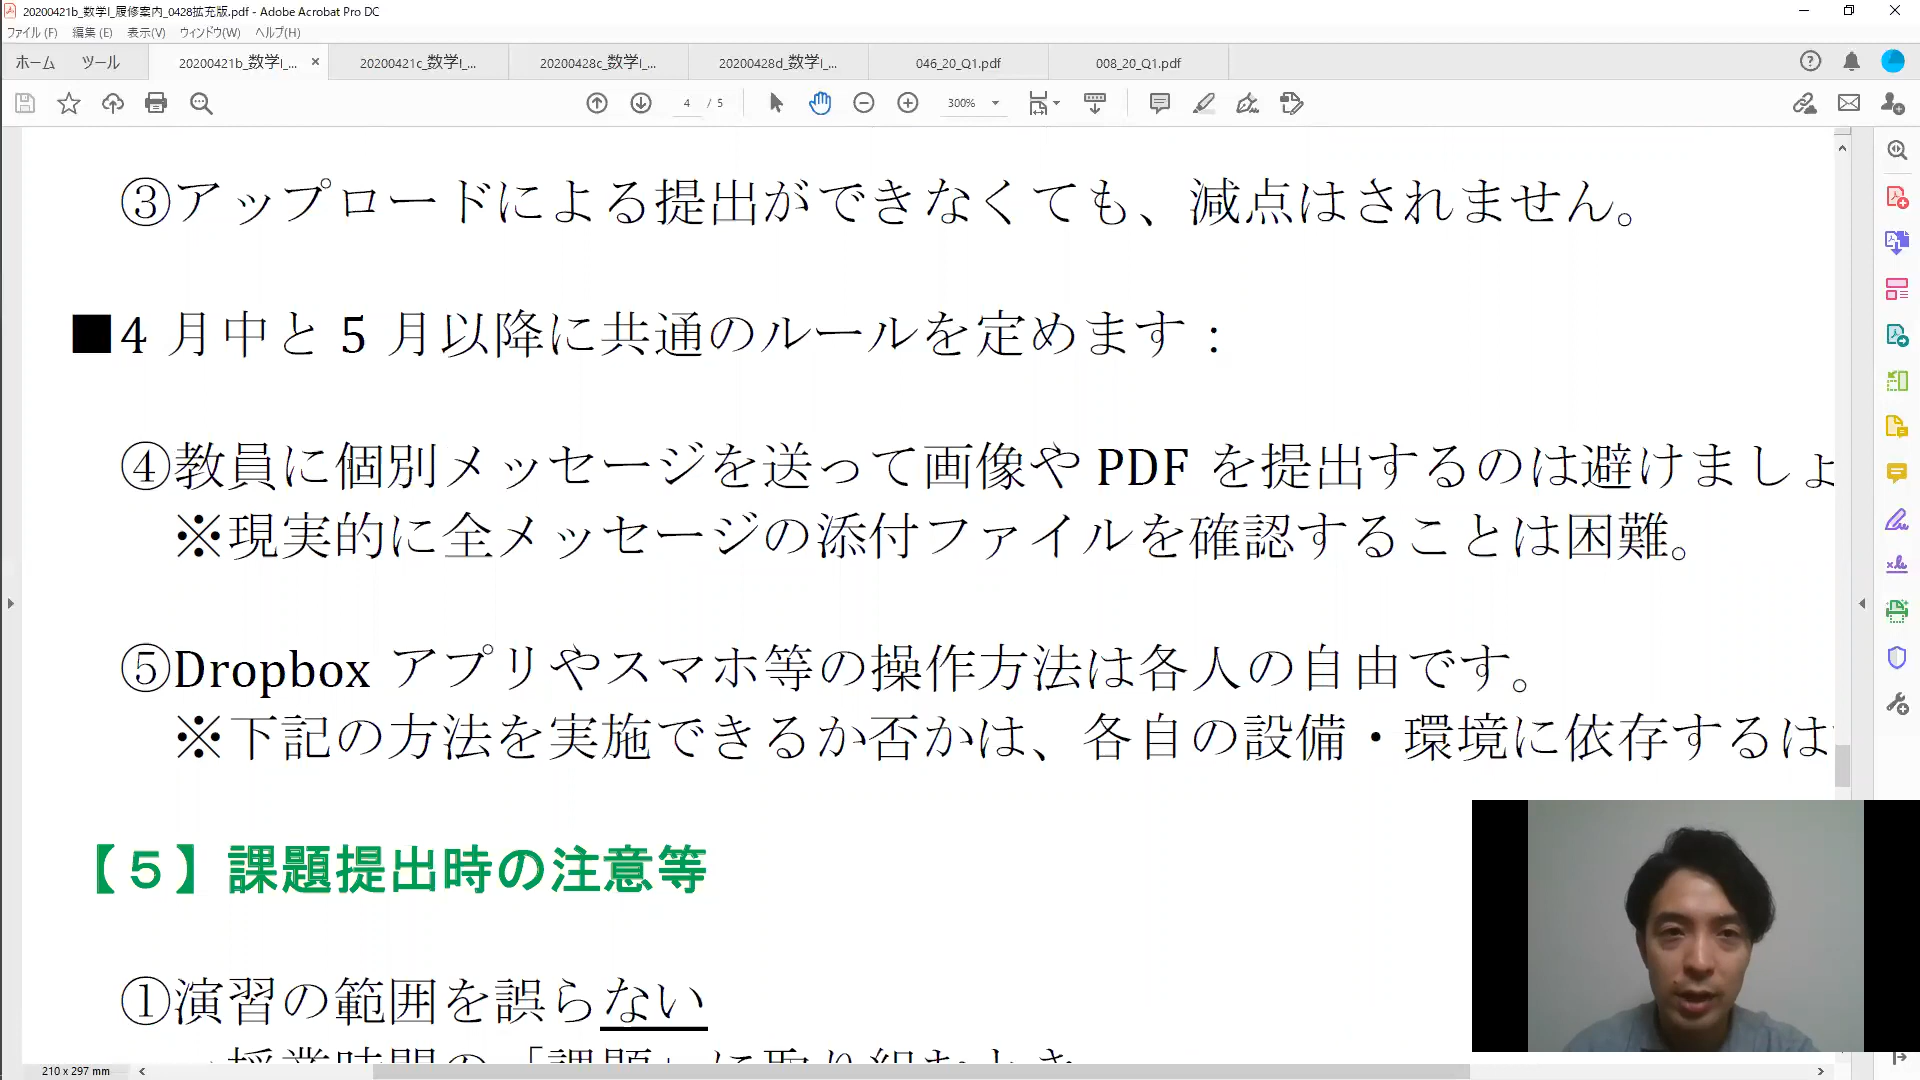 20200421b_数学I_履修案内_0428拡充版.pdf - Adobe Acrobat Pro DC
ファイル(F) 編集(E) 表示(V) ウィンドウ(W) ヘルプ(H)
ホーム ツール 20200421b_数学I_... × 20200421c_数学I_... 20200428c_数学I_... 20200428d_数学I_... 046_20_Q1.pdf 008_20_Q1.pdf
4 / 5 300%
③アップロードによる提出ができなくても、減点はされません。
■4 月中と 5 月以降に共通のルールを定めます：
④教員に個別メッセージを送って画像や PDF を提出するのは避けましょ
※現実的に全メッセージの添付ファイルを確認することは困難。
⑤Dropbox アプリやスマホ等の操作方法は各人の自由です。
※下記の方法を実施できるか否かは、各自の設備・環境に依存するは
【５】課題提出時の注意等
①演習の範囲を誤らない
210 x 297 mm